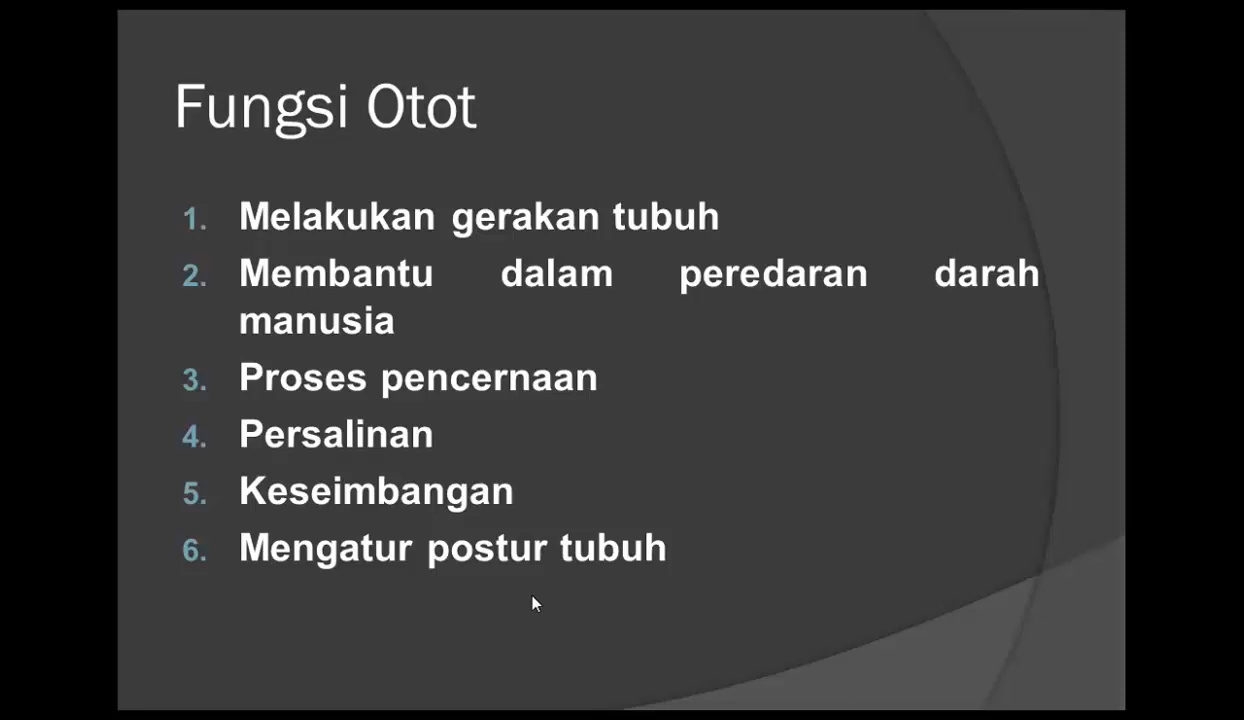 Fungsi Otot
1. Melakukan gerakan tubuh
2. Membantu dalam peredaran darah
manusia
3. Proses pencernaan
4. Persalinan
5. Keseimbangan
6. Mengatur postur tubuh